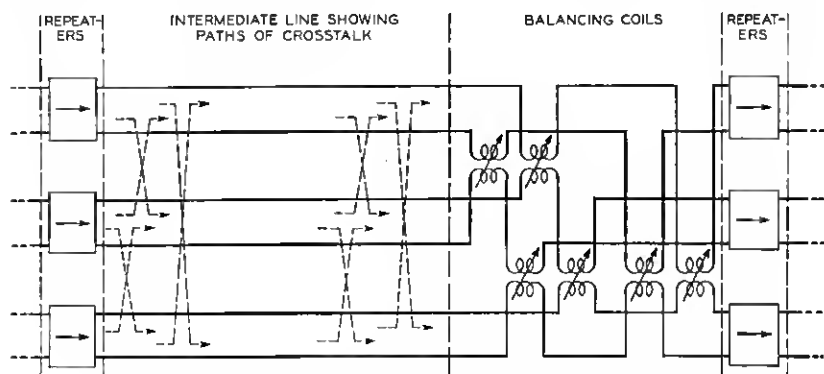 REPEAT-
ERS
INTERMEDIATE LINE SHOWING
PATHS OF CROSSTALK
BALANCING COILS
REPEAT-
ERS